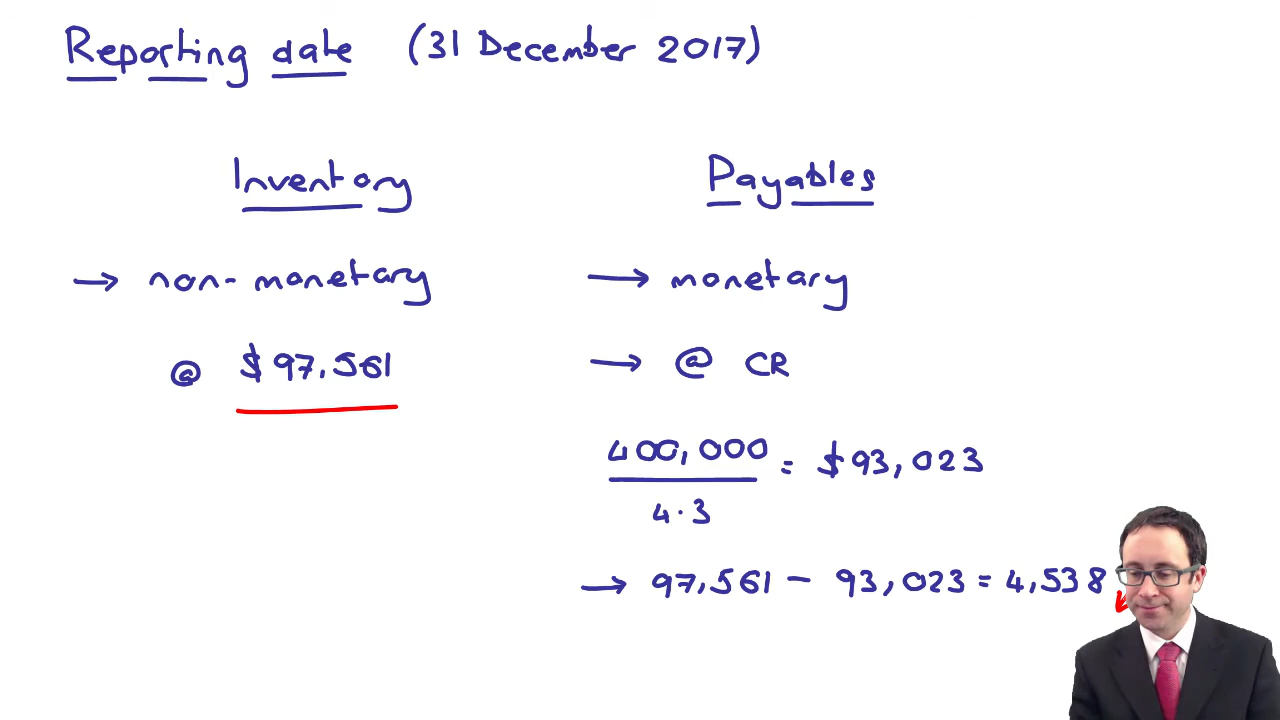 Reporting date (31 December 2017)
Inventory
Payables
→ non-monetary
→ monetary
@ $97,561
→ @ CR
400,000
= $93,023
4.3
→ 97,561 - 93,023 = 4,538